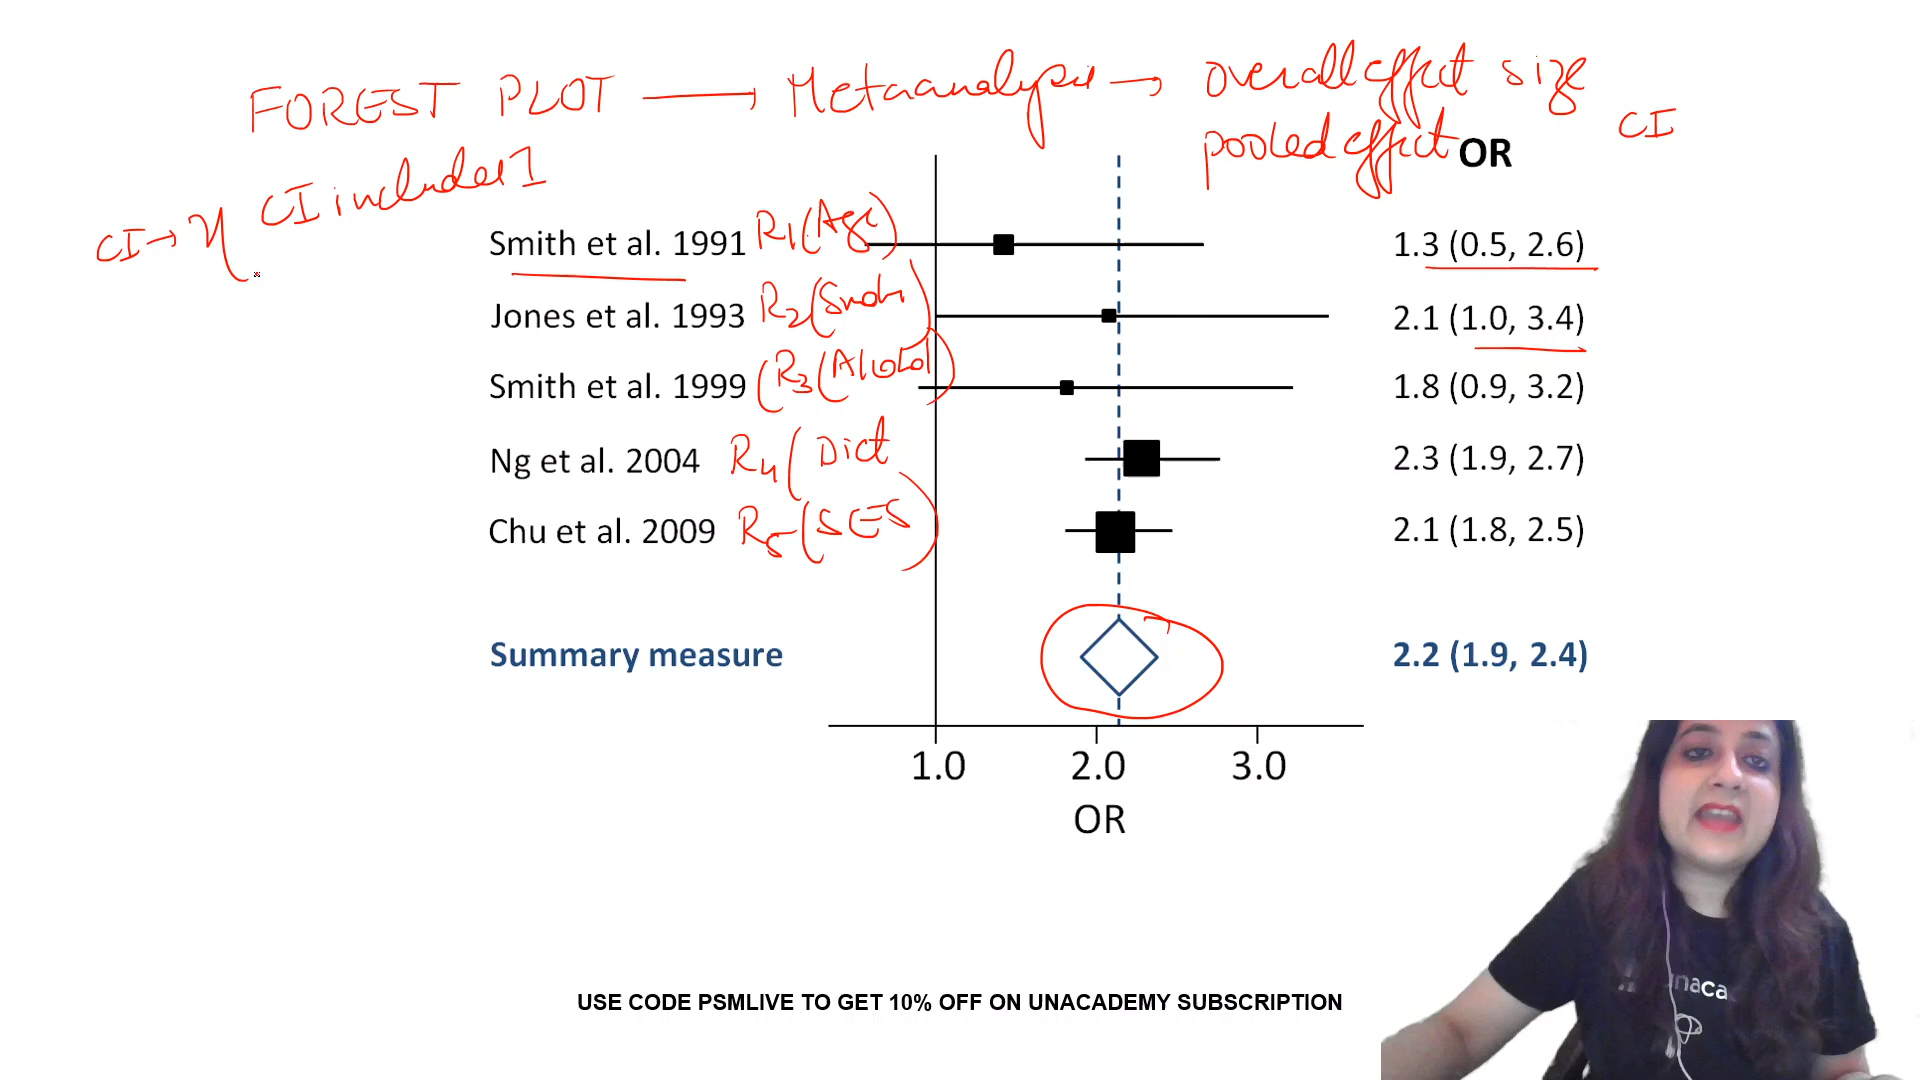 FOREST PLOT → Metaanalysis → overall effect size
pooled effect
CI
OR
CI includes 1
CI →
Smith et al. 1991 R1 (Age) 1.3 (0.5, 2.6)
Jones et al. 1993 R2 ( 2.1 (1.0, 3.4)
Smith et al. 1999 (R3 (Alcohol) 1.8 (0.9, 3.2)
Ng et al. 2004 R4 ( Diet 2.3 (1.9, 2.7)
Chu et al. 2009 R5 (SES) 2.1 (1.8, 2.5)
Summary measure 2.2 (1.9, 2.4)
1.0 2.0 3.0
OR
unaca
USE CODE PSMLIVE TO GET 10% OFF ON UNACADEMY SUBSCRIPTION